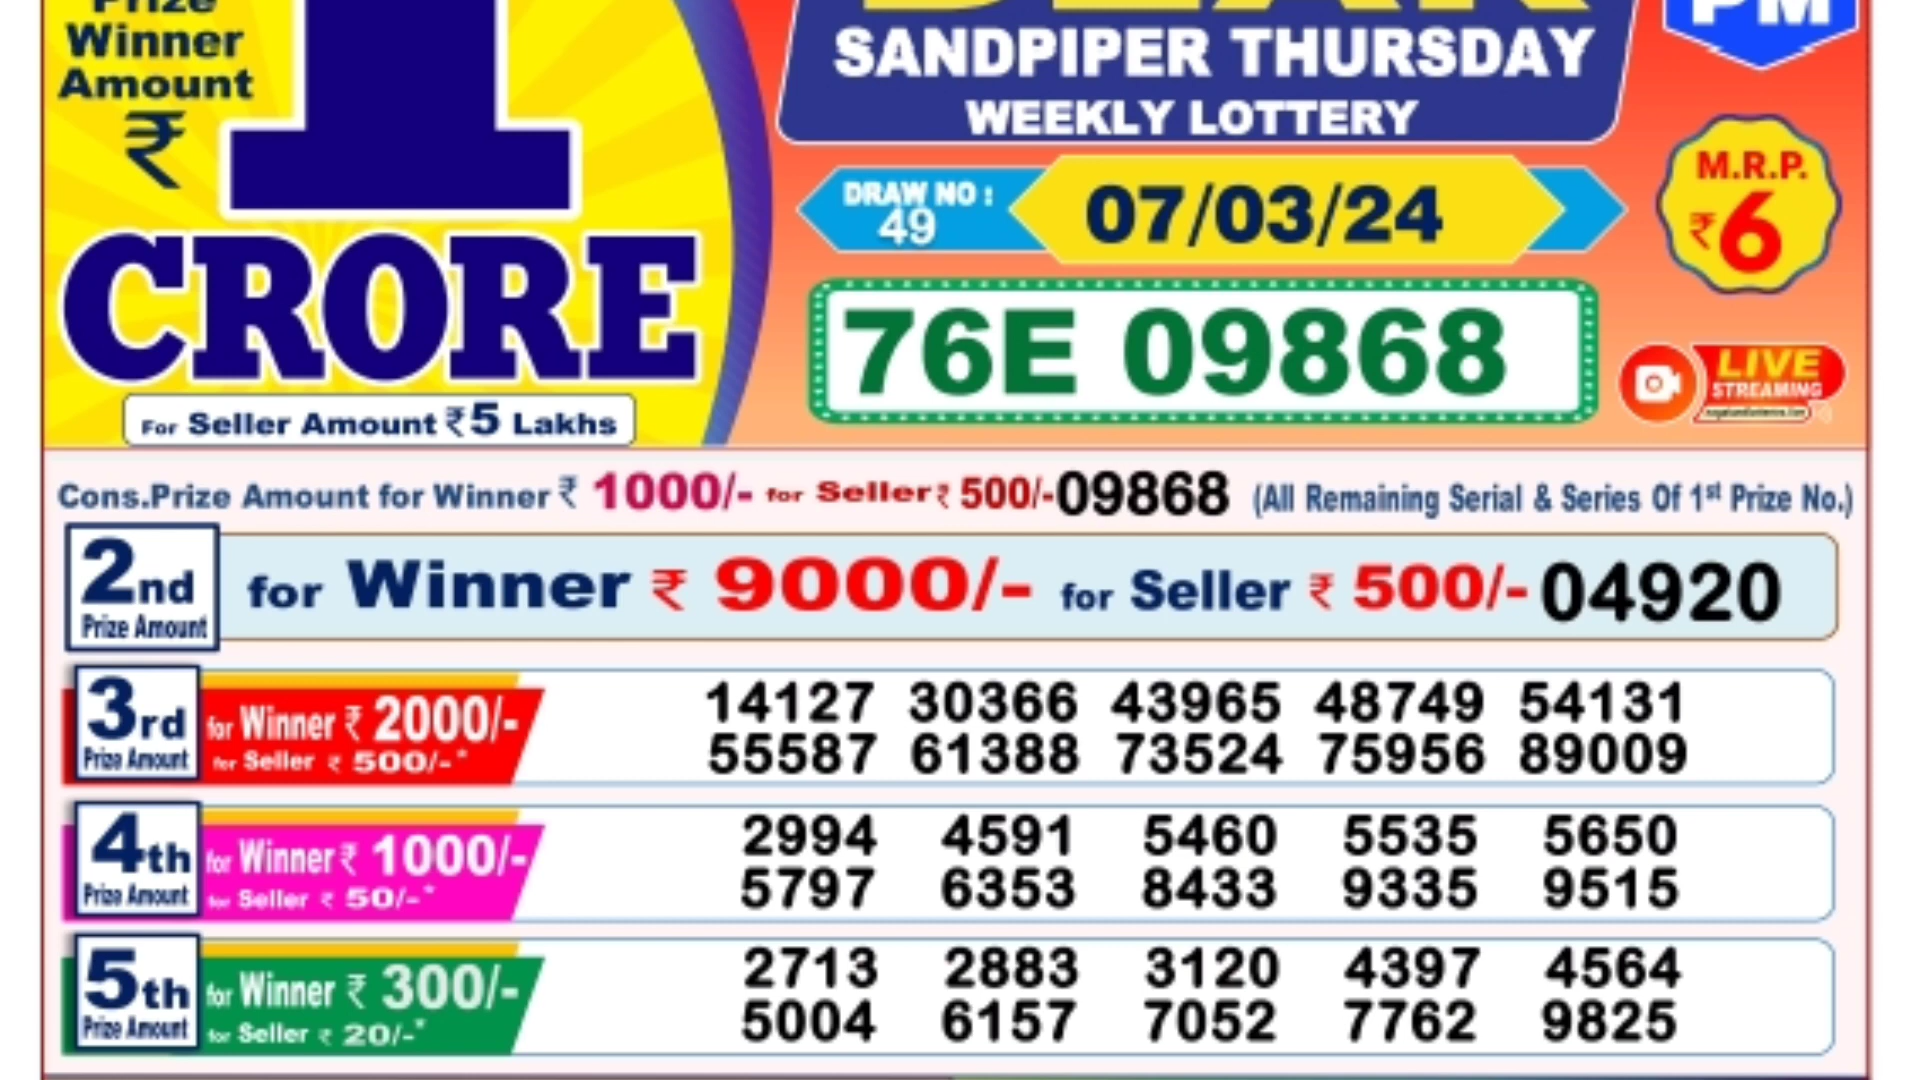 Prize
Winner
Amount
₹
1
CRORE
For Seller Amount ₹5 Lakhs
DEAR
SANDPIPER THURSDAY
WEEKLY LOTTERY
PM
DRAW NO :
49
07/03/24
M.R.P.
₹6
76E 09868
LIVE
STREAMING
Cons.Prize Amount for Winner ₹ 1000/- for Seller ₹ 500/- 09868 (All Remaining Serial & Series Of 1st Prize No.)
2nd
Prize Amount
for Winner ₹ 9000/- for Seller ₹ 500/- 04920
3rd
Prize Amount
for Winner ₹ 2000/-
for Seller ₹ 500/-*
14127 30366 43965 48749 54131
55587 61388 73524 75956 89009
4th
Prize Amount
for Winner ₹ 1000/-
for Seller ₹ 50/-*
2994 4591 5460 5535 5650
5797 6353 8433 9335 9515
5th
Prize Amount
for Winner ₹ 300/-
for Seller ₹ 20/-*
2713 2883 3120 4397 4564
5004 6157 7052 7762 9825